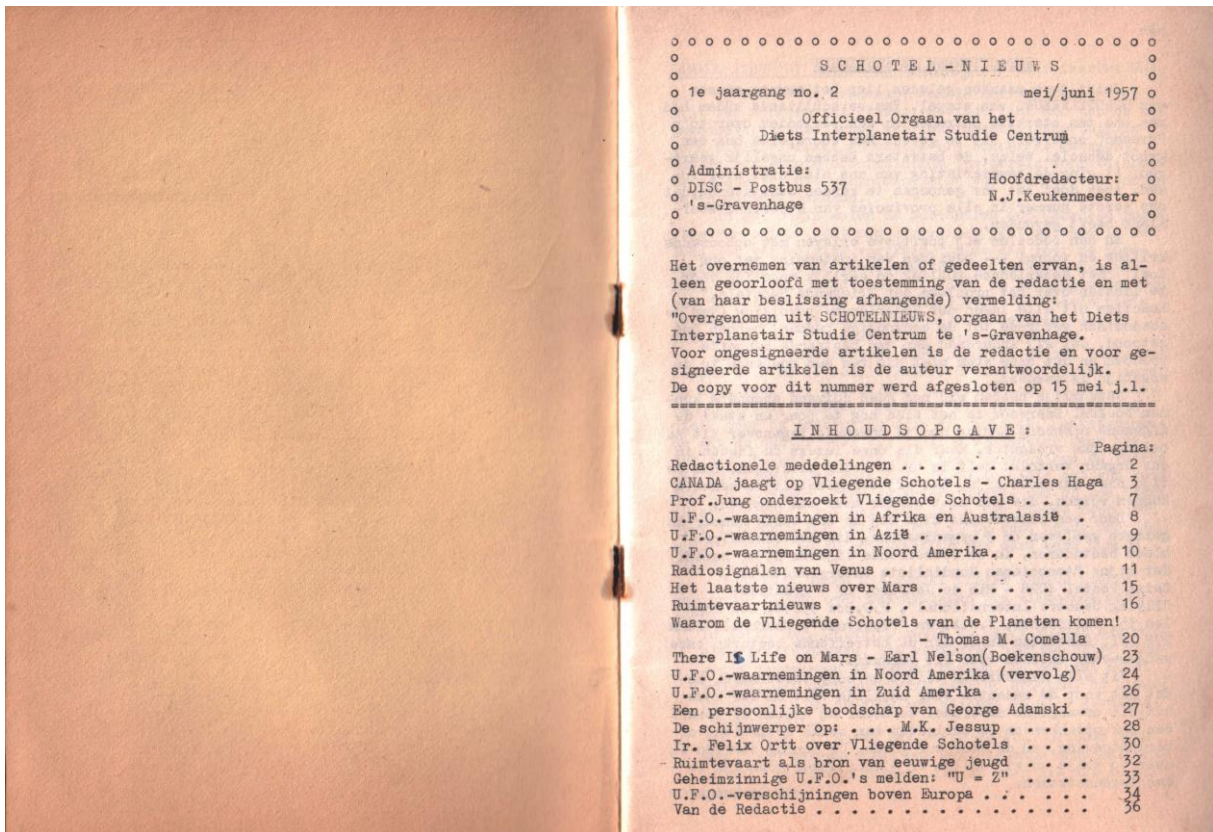 SCHOTEL-NIEUWS
1e jaargang no. 2 mei/juni 1957
Officieel Orgaan van het
Diets Interplanetair Studie Centrum
Administratie:
DISC - Postbus 537
's-Gravenhage
Hoofdredacteur:
N.J.Keukenmeester
Het overnemen van artikelen of gedeelten ervan, is al-
leen geoorloofd met toestemming van de redactie en met
(van haar beslissing afhangende) vermelding:
"Overgenomen uit SCHOTELNIEUWS, orgaan van het Diets
Interplanetair Studie Centrum te 's-Gravenhage.
Voor ongesigneerde artikelen is de redactie en voor ge-
signeerde artikelen is de auteur verantwoordelijk.
De copy voor dit nummer werd afgesloten op 15 mei j.l.
INHOUDSOPGAVE:
Pagina:
Redactionele mededelingen . . . . . . . . . . . 2
CANADA jaagt op Vliegende Schotels - Charles Haga 3
Prof.Jung onderzoekt Vliegende Schotels . . . . 7
U.F.O.-waarnemingen in Afrika en Australasië . 8
U.F.O.-waarnemingen in Azië . . . . . . . . . . 9
U.F.O.-waarnemingen in Noord Amerika. . . . . . 10
Radiosignalen van Venus . . . . . . . . . . . . 11
Het laatste nieuws over Mars . . . . . . . . . 15
Ruimtevaartnieuws . . . . . . . . . . . . . . . 16
Waarom de Vliegende Schotels van de Planeten komen!
- Thomas M. Comella 20
There IS Life on Mars - Earl Nelson(Boekenschouw) 23
U.F.O.-waarnemingen in Noord Amerika (vervolg) 24
U.F.O.-waarnemingen in Zuid Amerika . . . . . . 26
Een persoonlijke boodschap van George Adamski . 27
De schijnwerper op: . . . M.K. Jessup . . . . . 28
Ir. Felix Ortt over Vliegende Schotels . . . . 30
Ruimtevaart als bron van eeuwige jeugd . . . . 32
Geheimzinnige U.F.O.'s melden: "U = Z" . . . . 33
U.F.O.-verschijningen boven Europa . . . . . . 34
Van de Redactie . . . . . . . . . . . . . . . . 36